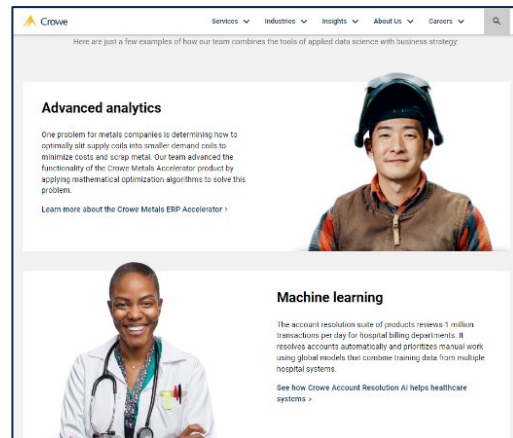 Crowe
Services
Industries
Insights
About Us
Careers
Here are just a few examples of how our team combines the tools of applied data science with business strategy:
Advanced analytics
One problem for metals companies is determining how to
optimally slit supply coils into smaller demand coils to
minimize costs and scrap metal. Our team advanced the
functionality of the Crowe Metals Accelerator product by
applying mathematical optimization algorithms to solve this
problem.
Learn more about the Crowe Metals ERP Accelerator >
Machine learning
The account resolution suite of products reviews 1 million
transactions per day for hospital billing departments. It
resolves accounts automatically and prioritizes manual work
using global models that combine training data from multiple
hospital systems.
See how Crowe Account Resolution AI helps healthcare
systems >